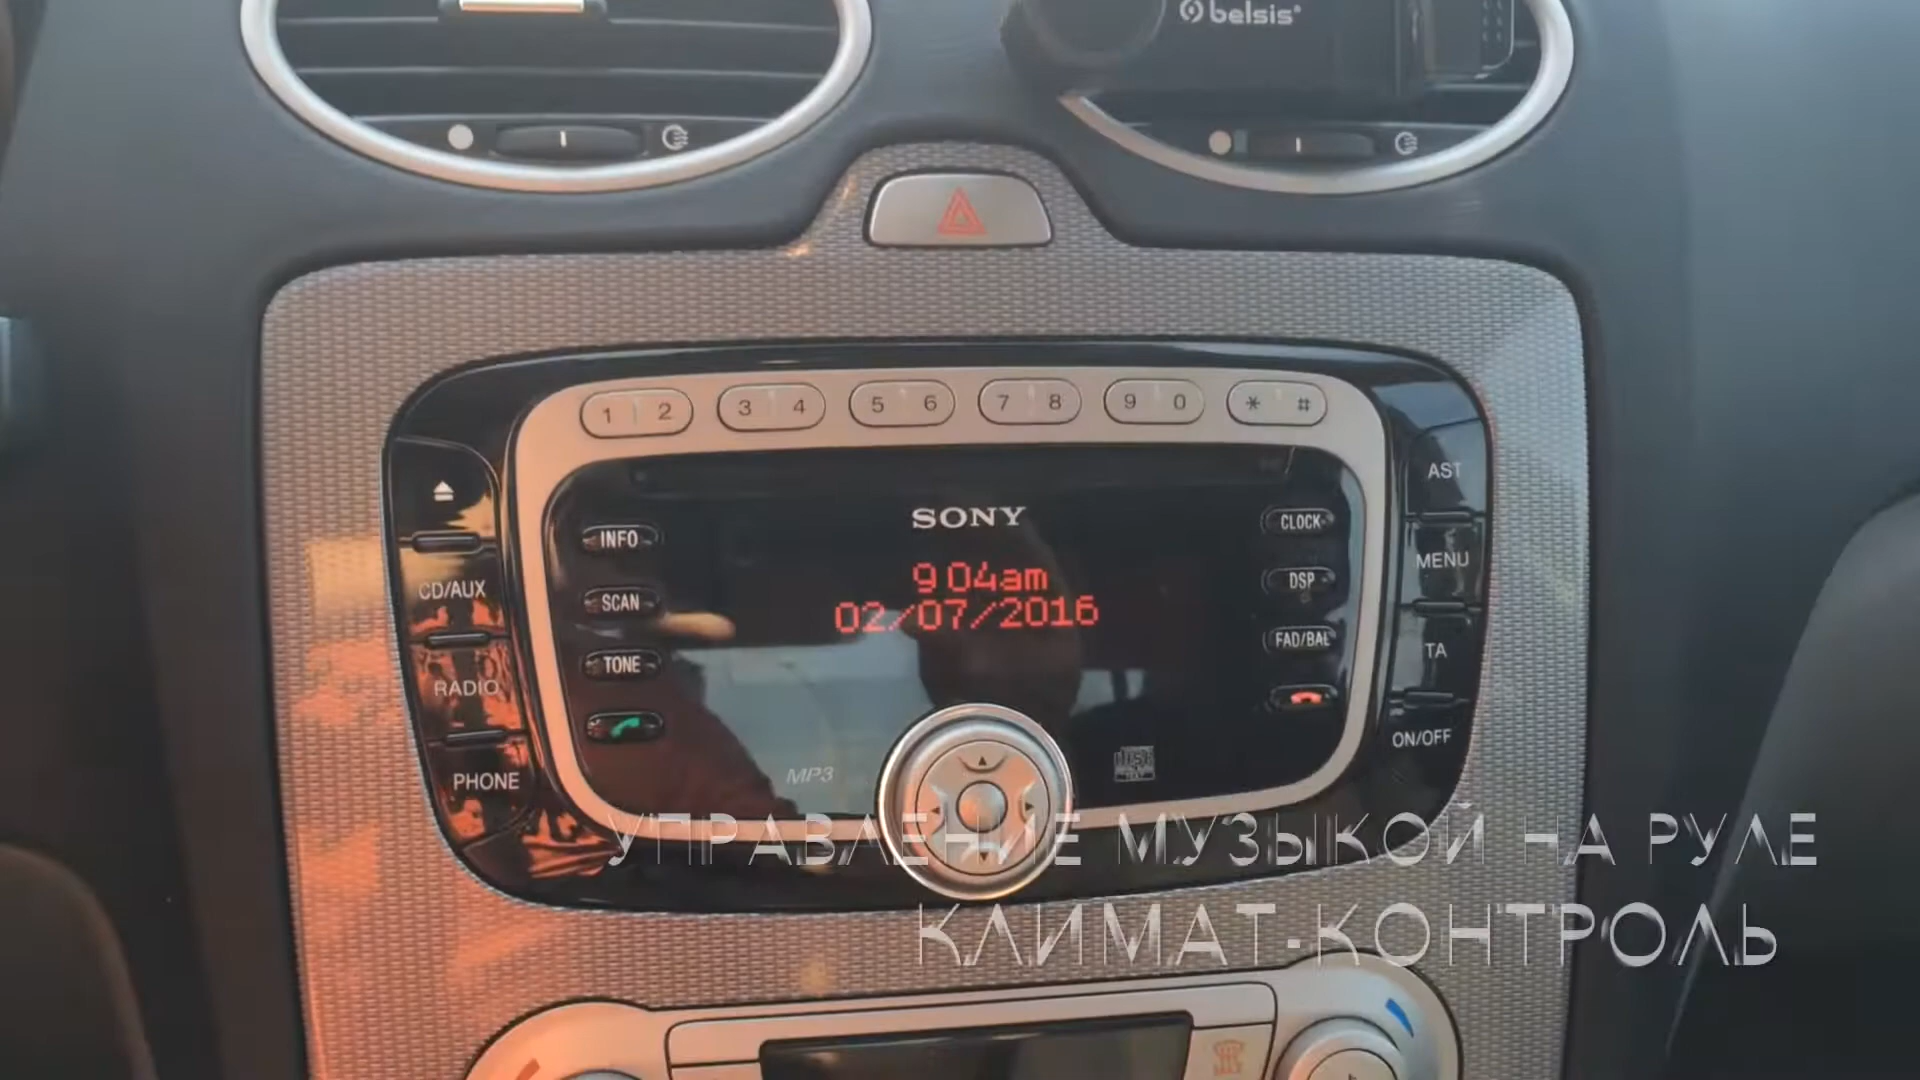 belsis
1 2 3 4 5 6 7 8 9 0 * #
SONY
INFO
SCAN
TONE
9 04am
02/07/2016
CLOCK
DSP
FAD/BAL
CD/AUX
RADIO
PHONE
AST
MENU
TA
ON/OFF
MP3
УПРАВЛЕНИЕ МУЗЫКОЙ НА РУЛЕ
КЛИМАТ-КОНТРОЛЬ